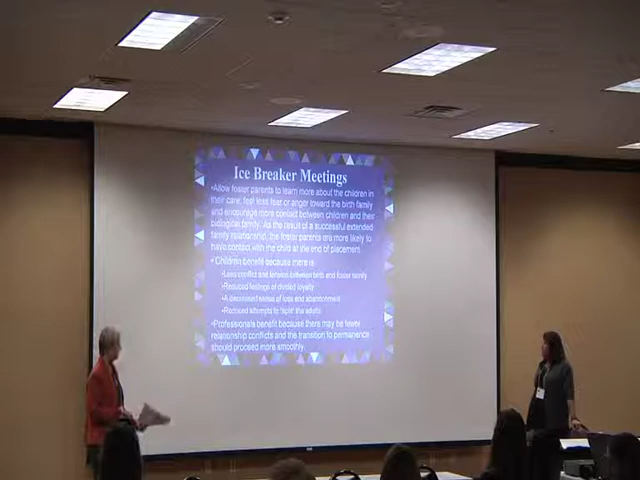 Ice Breaker Meetings
•Allow foster parents to learn more about the children in
their care, feel less fear or anger toward the birth family
and encourage more contact between children and their
biological family. As the result of a successful extended
family relationship, the foster parents are more likely to
have contact with the child at the end of placement.
•Children benefit because there is
•Less conflict and tension between birth and foster family
•Reduced feelings of divided loyalty
•A decreased sense of loss and abandonment
•Reduced attempts to "split" the adults
•Professionals benefit because there may be fewer
relationship conflicts and the transition to permanence
should proceed more smoothly.